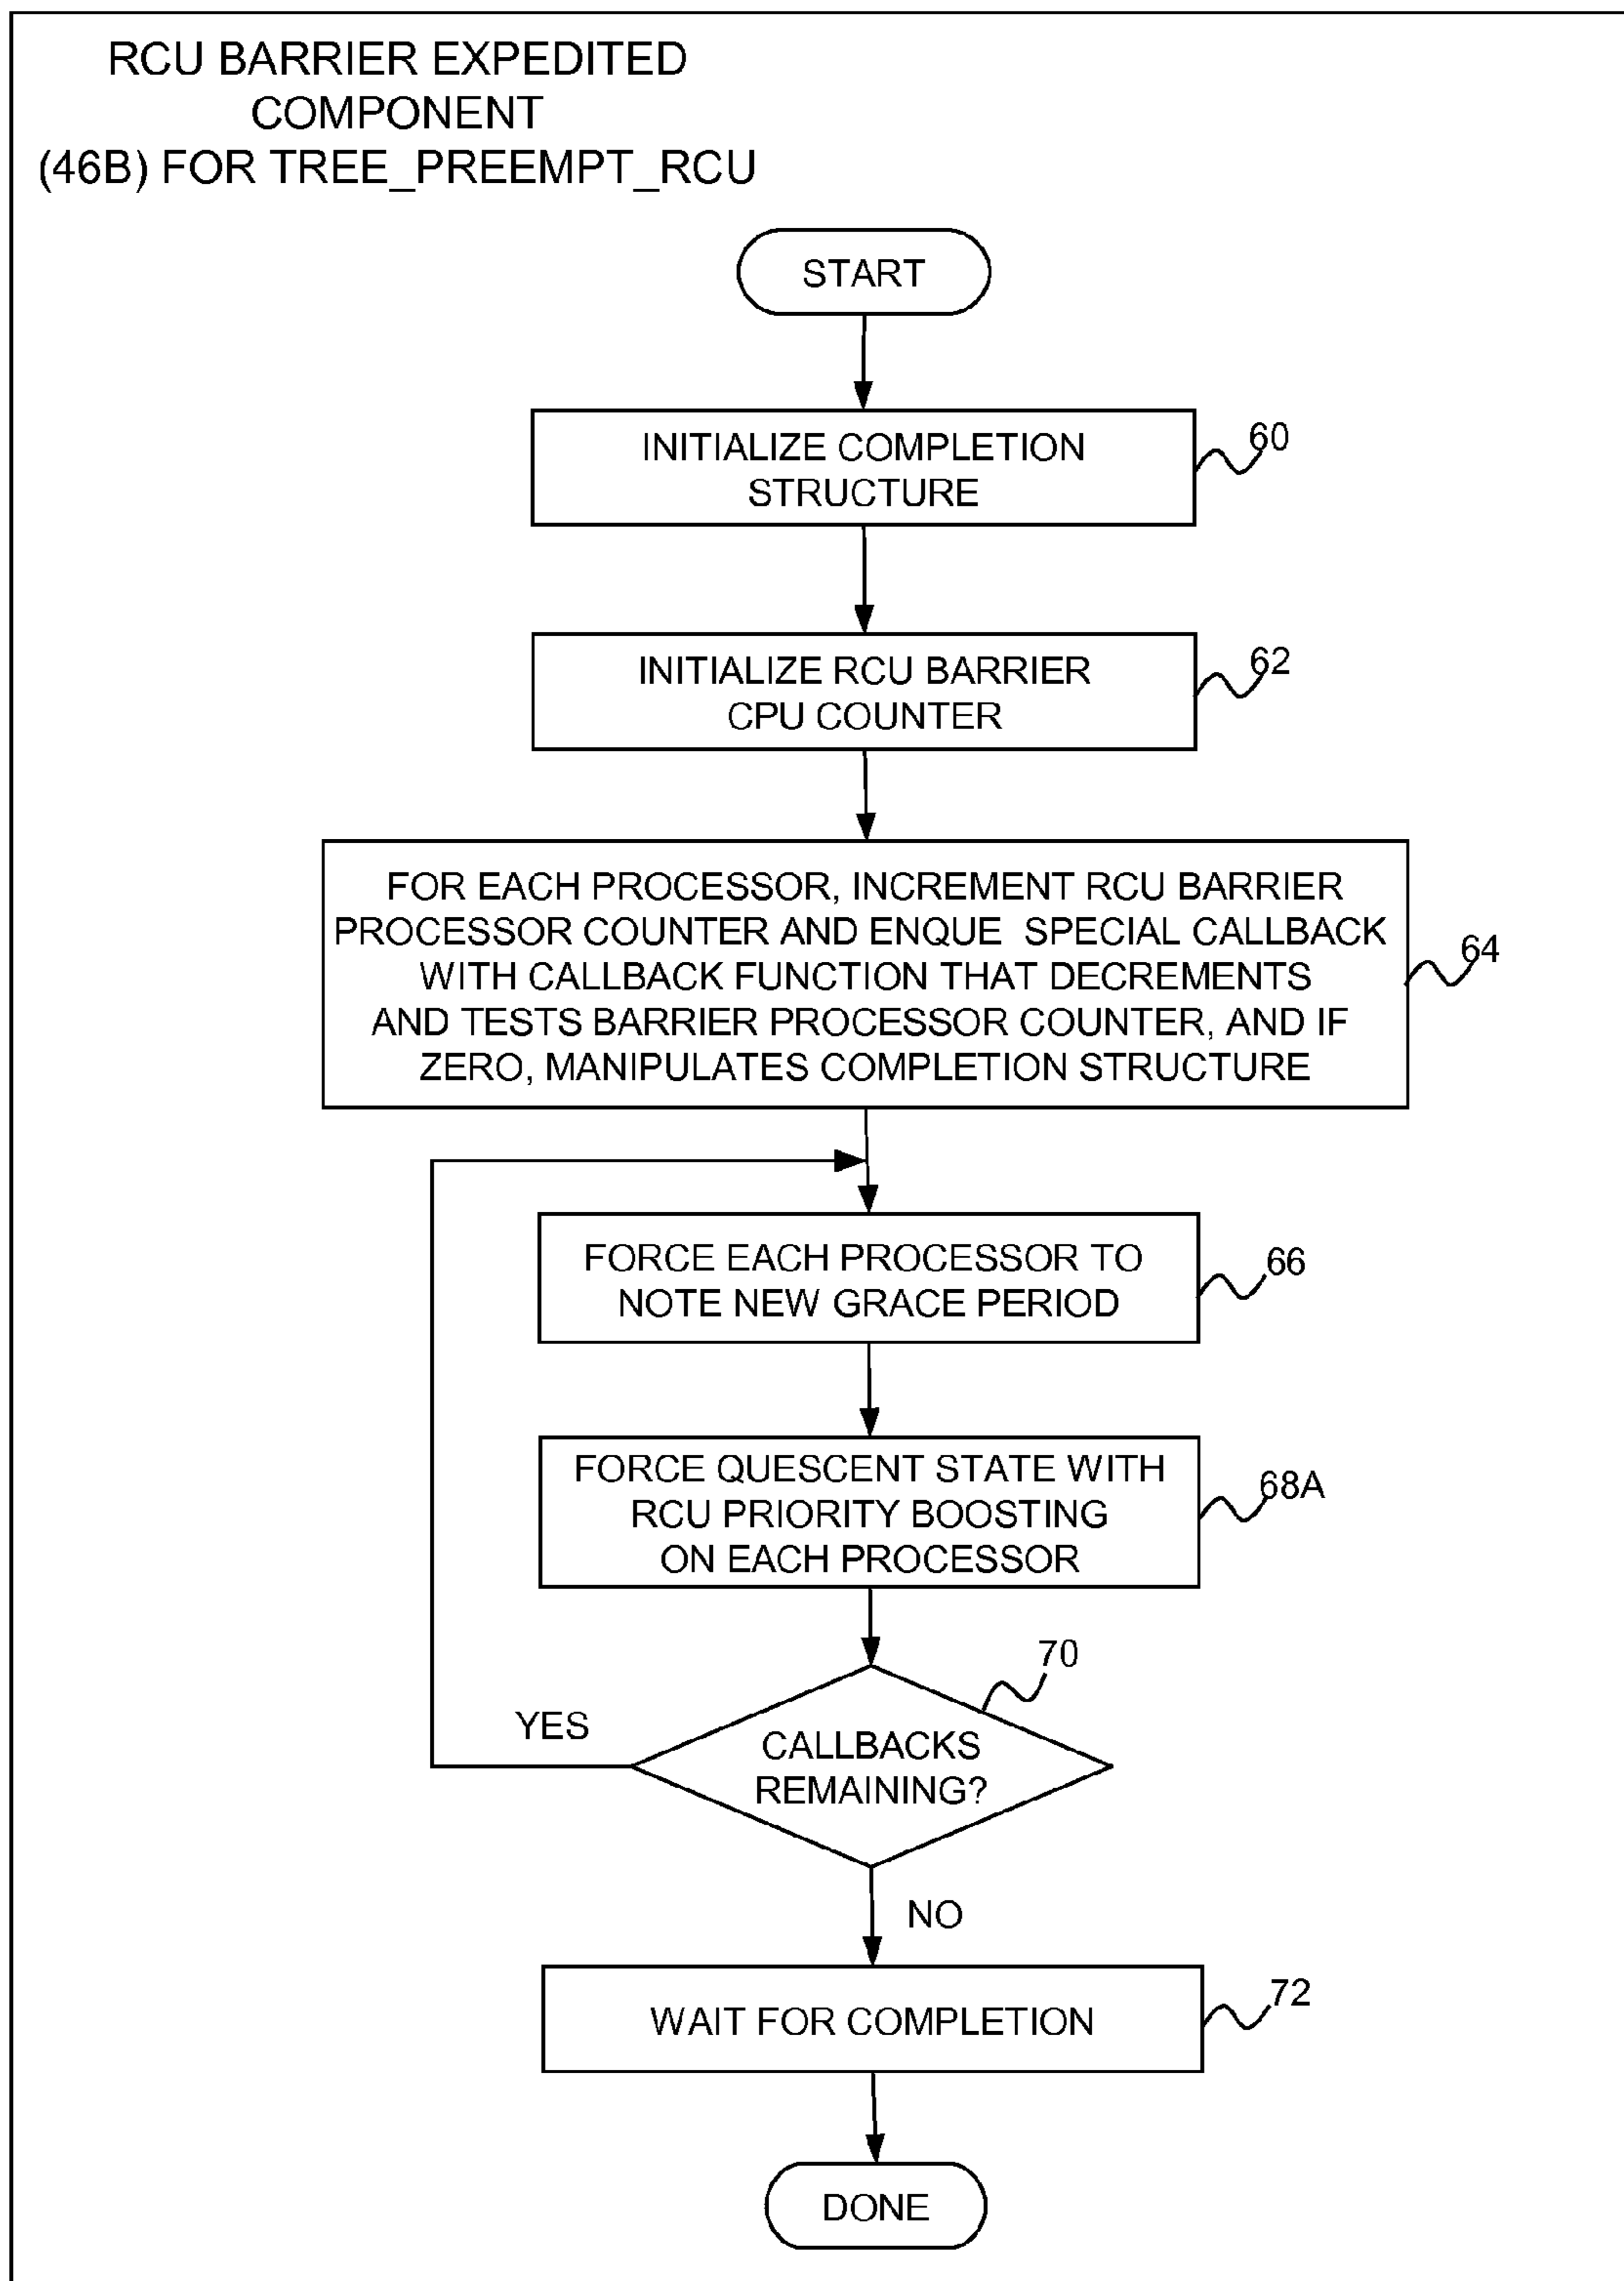 RCU BARRIER EXPEDITED
COMPONENT
(46B) FOR TREE_PREEMPT_RCU
START
INITIALIZE COMPLETION
STRUCTURE
60
INITIALIZE RCU BARRIER
CPU COUNTER
62
FOR EACH PROCESSOR, INCREMENT RCU BARRIER
PROCESSOR COUNTER AND ENQUE SPECIAL CALLBACK
WITH CALLBACK FUNCTION THAT DECREMENTS
AND TESTS BARRIER PROCESSOR COUNTER, AND IF
ZERO, MANIPULATES COMPLETION STRUCTURE
64
FORCE EACH PROCESSOR TO
NOTE NEW GRACE PERIOD
66
FORCE QUESCENT STATE WITH
RCU PRIORITY BOOSTING
ON EACH PROCESSOR
68A
70
YES
CALLBACKS
REMAINING?
NO
WAIT FOR COMPLETION
72
DONE